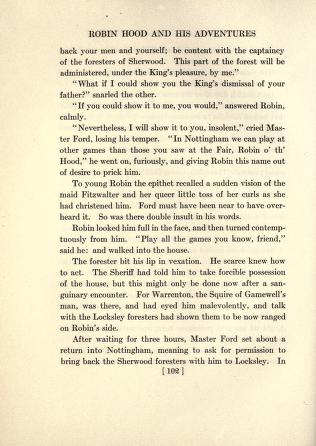 ROBIN HOOD AND HIS ADVENTURES
back your men and yourself; be content with the captaincy
of the foresters of Sherwood. This part of the forest will be
administered, under the King's pleasure, by me."
"What if I could show you the King's dismissal of your
father?" snarled the other.
"If you could show it to me, you would," answered Robin,
calmly.
"Nevertheless, I will show it to you, insolent," cried Mas-
ter Ford, losing his temper. "In Nottingham we can play at
other games than those you saw at the Fair, Robin o' th'
Hood," he went on, furiously, and giving Robin this name out
of desire to prick him.
To young Robin the epithet recalled a sudden vision of the
maid Fitzwalter and her queer little toss of her curls as she
had christened him. Ford must have been near to have over-
heard it. So was there double insult in his words.
Robin looked him full in the face, and then turned contemp-
tuously from him. "Play all the games you know, friend,"
said he: and walked into the house.
The forester bit his lip in vexation. He scarce knew how
to act. The Sheriff had told him to take forcible possession
of the house, but this might only be done now after a san-
guinary encounter. For Warrenton, the Squire of Gamewell's
man, was there, and had eyed him malevolently, and talk
with the Locksley foresters had shown them to be now ranged
on Robin's side.
After waiting for three hours, Master Ford set about a
return into Nottingham, meaning to ask for permission to
bring back the Sherwood foresters with him to Locksley. In
[ 102 ]